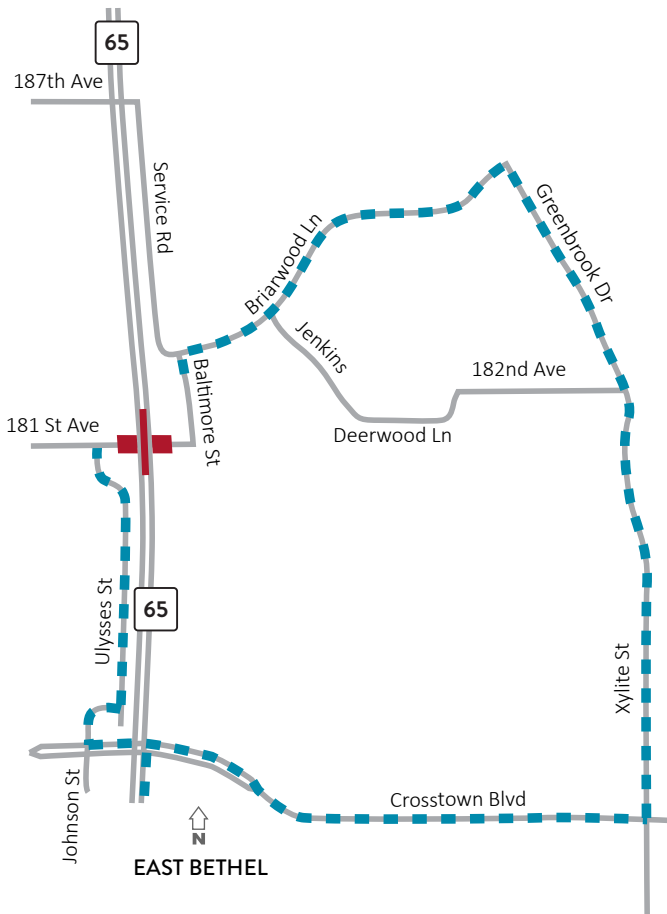 65
187th Ave
Service Rd
Greenbrook Dr
Briarwood Ln
Jenkins
182nd Ave
Baltimore St
181 St Ave
Deerwood Ln
65
Ulysses St
Xylite St
Johnson St
Crosstown Blvd
N
EAST BETHEL